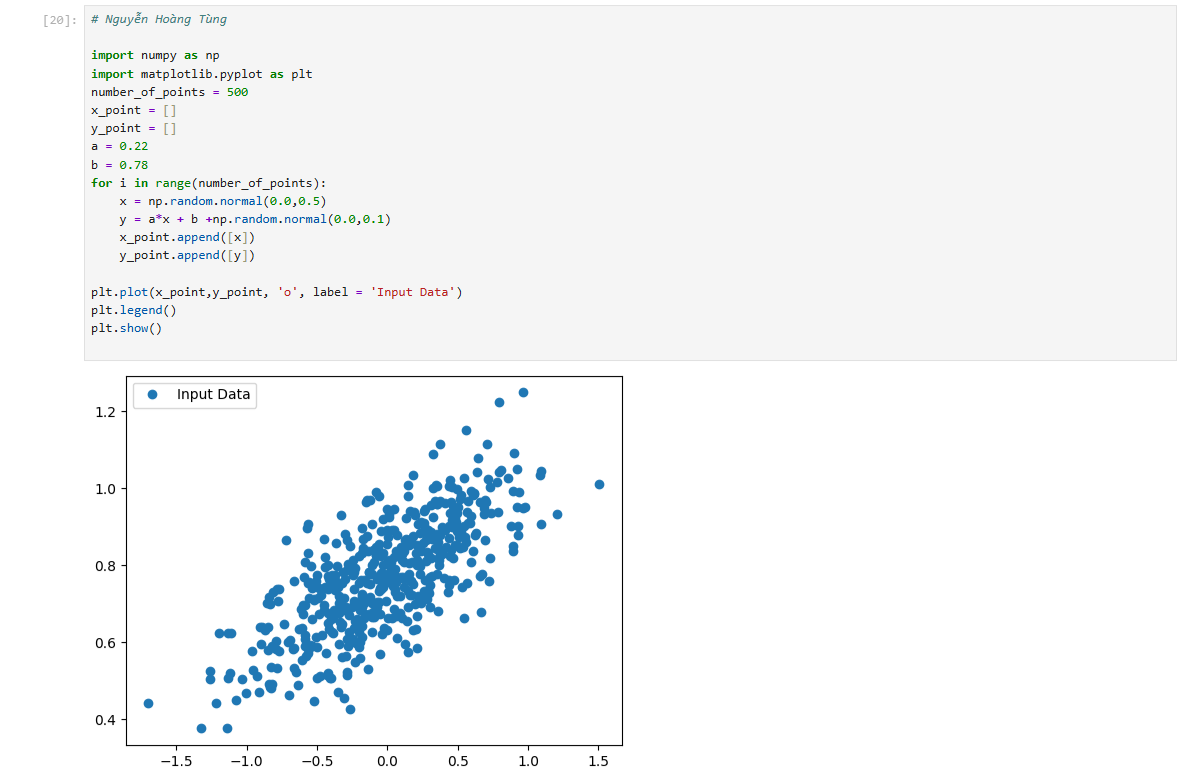 [20]: # Nguyễn Hoàng Tùng
import numpy as np
import matplotlib.pyplot as plt
number_of_points = 500
x_point = []
y_point = []
a = 0.22
b = 0.78
for i in range(number_of_points):
    x = np.random.normal(0.0,0.5)
    y = a*x + b +np.random.normal(0.0,0.1)
    x_point.append([x])
    y_point.append([y])
plt.plot(x_point,y_point, 'o', label = 'Input Data')
plt.legend()
plt.show()
Input Data
1.2
1.0
0.8
0.6
0.4
−1.5 −1.0 −0.5 0.0 0.5 1.0 1.5